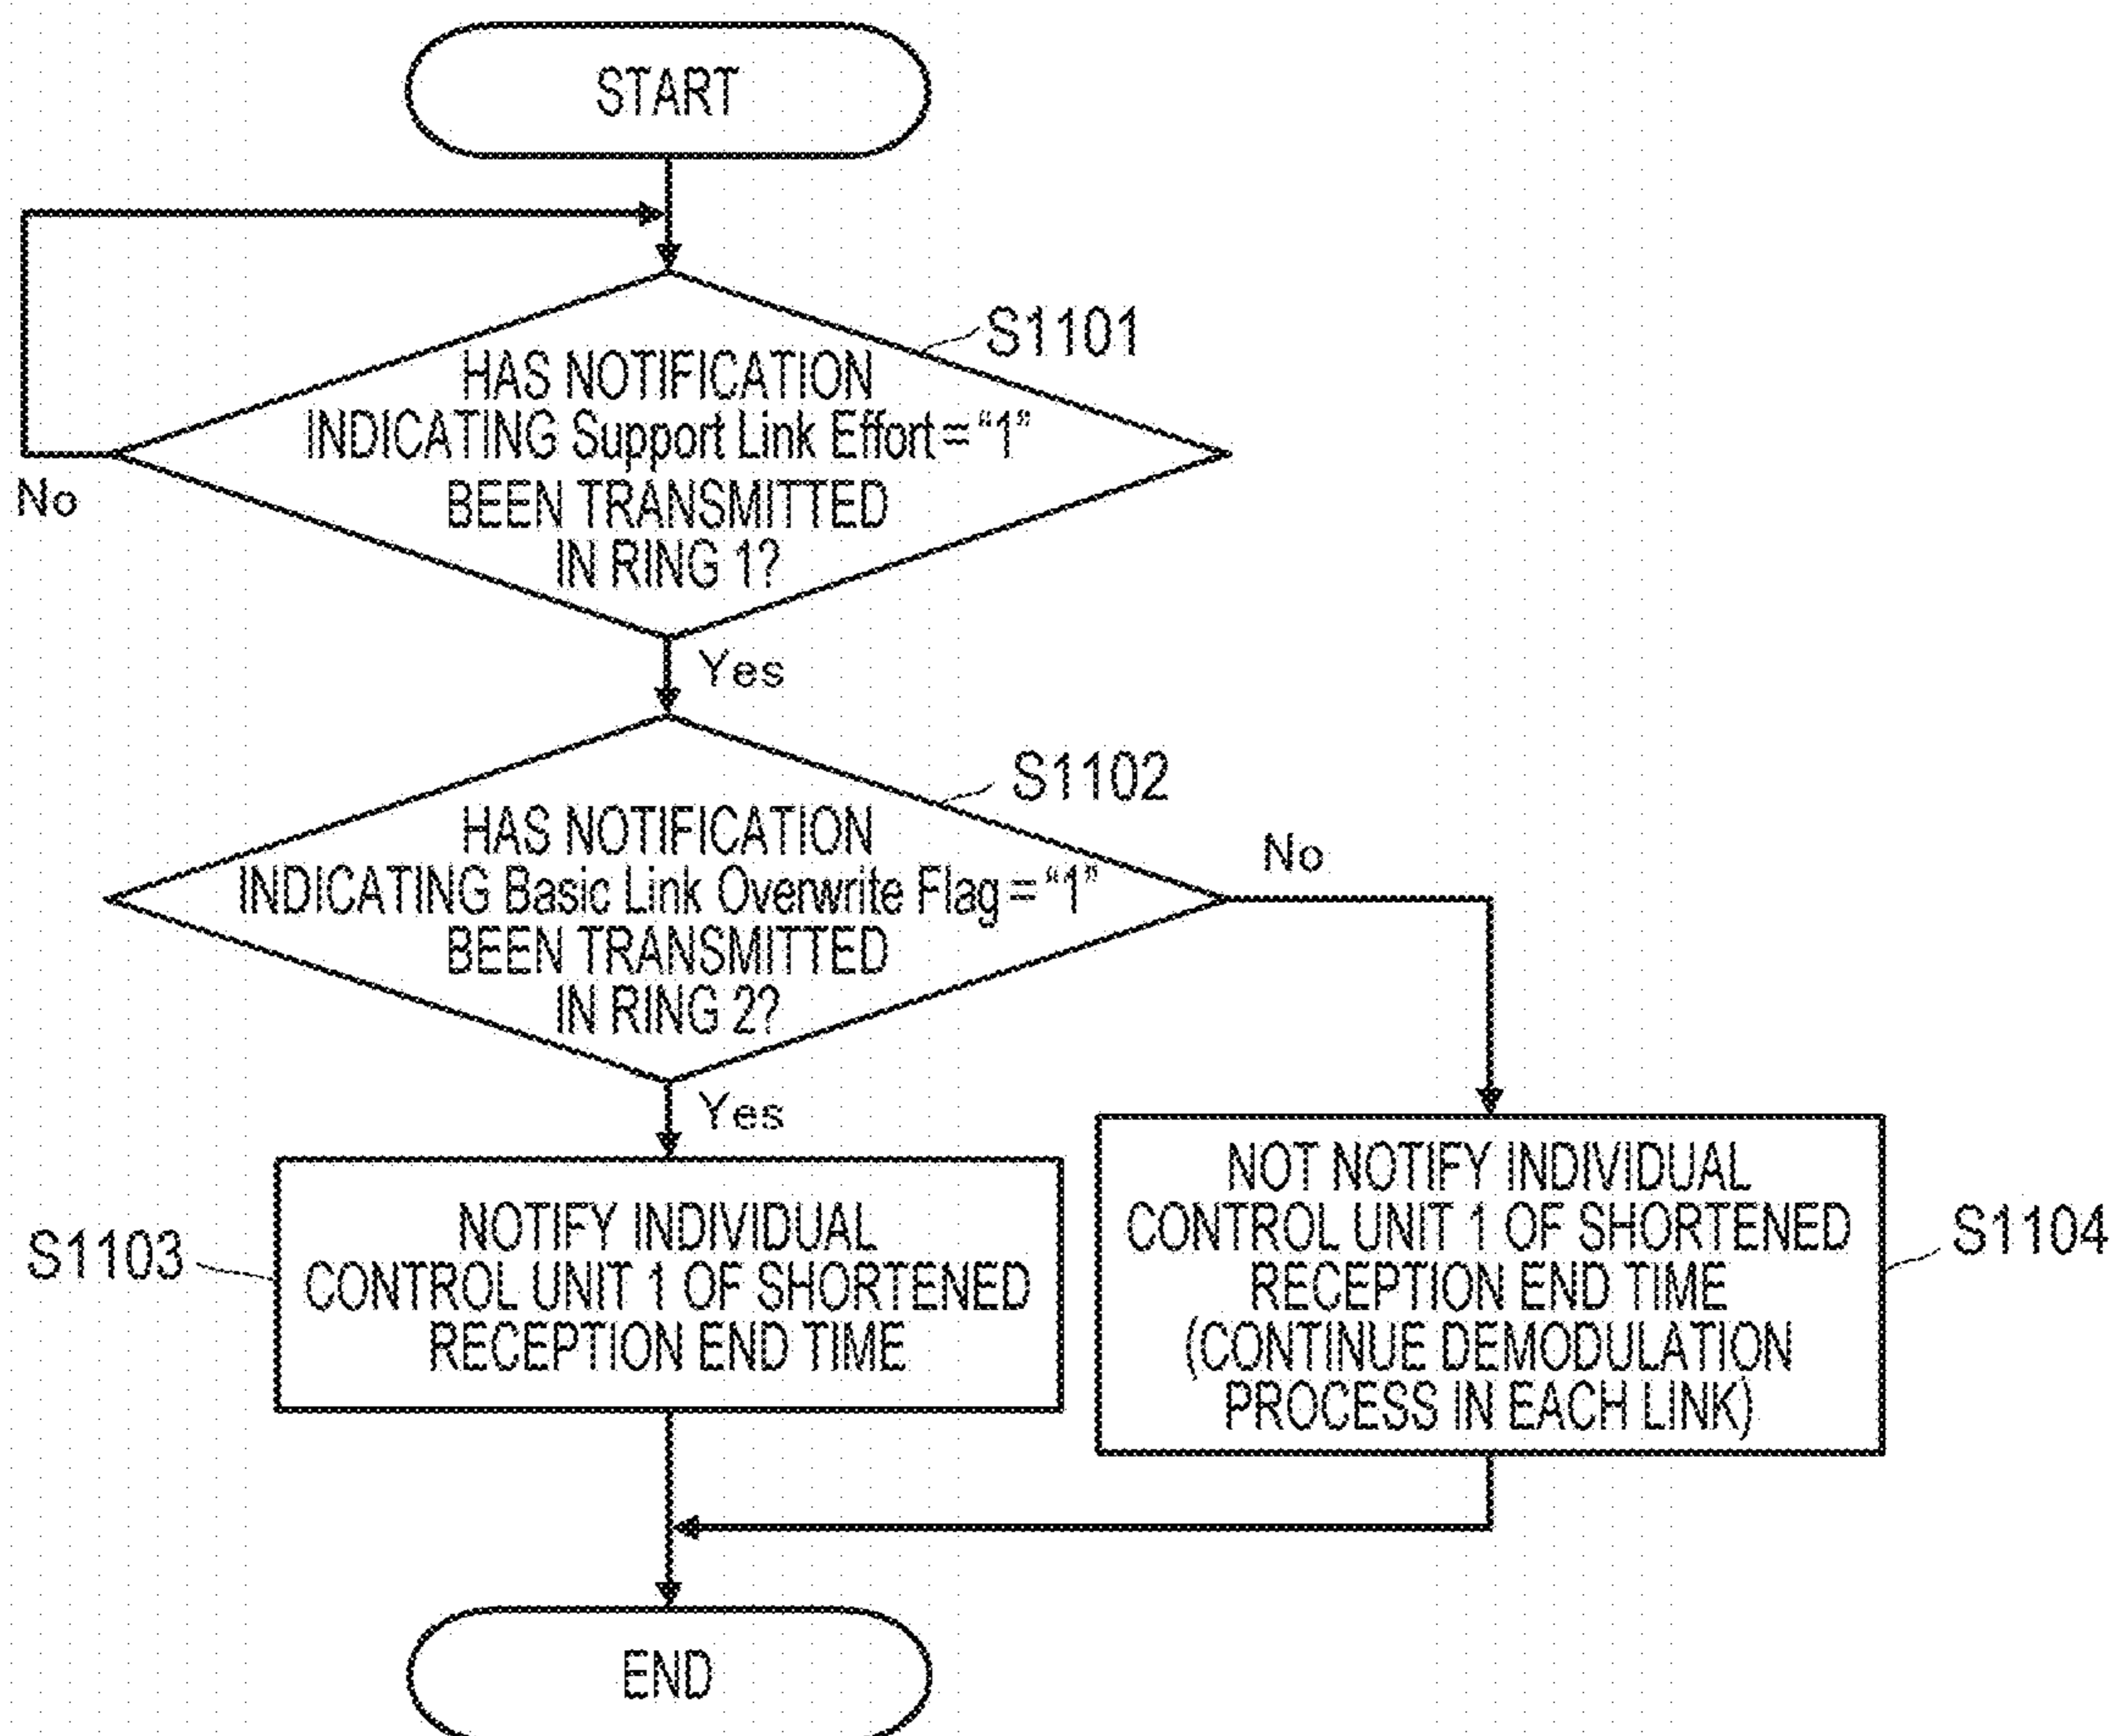 START
S1101
HAS NOTIFICATION
INDICATING Support Link Effort = “1”
BEEN TRANSMITTED
IN RING 1?
No
Yes
S1102
HAS NOTIFICATION
INDICATING Basic Link Overwrite Flag = “1”
BEEN TRANSMITTED
IN RING 2?
No
Yes
S1103
NOTIFY INDIVIDUAL
CONTROL UNIT 1 OF SHORTENED
RECEPTION END TIME
NOT NOTIFY INDIVIDUAL
CONTROL UNIT 1 OF SHORTENED
RECEPTION END TIME
(CONTINUE DEMODULATION
PROCESS IN EACH LINK)
S1104
END